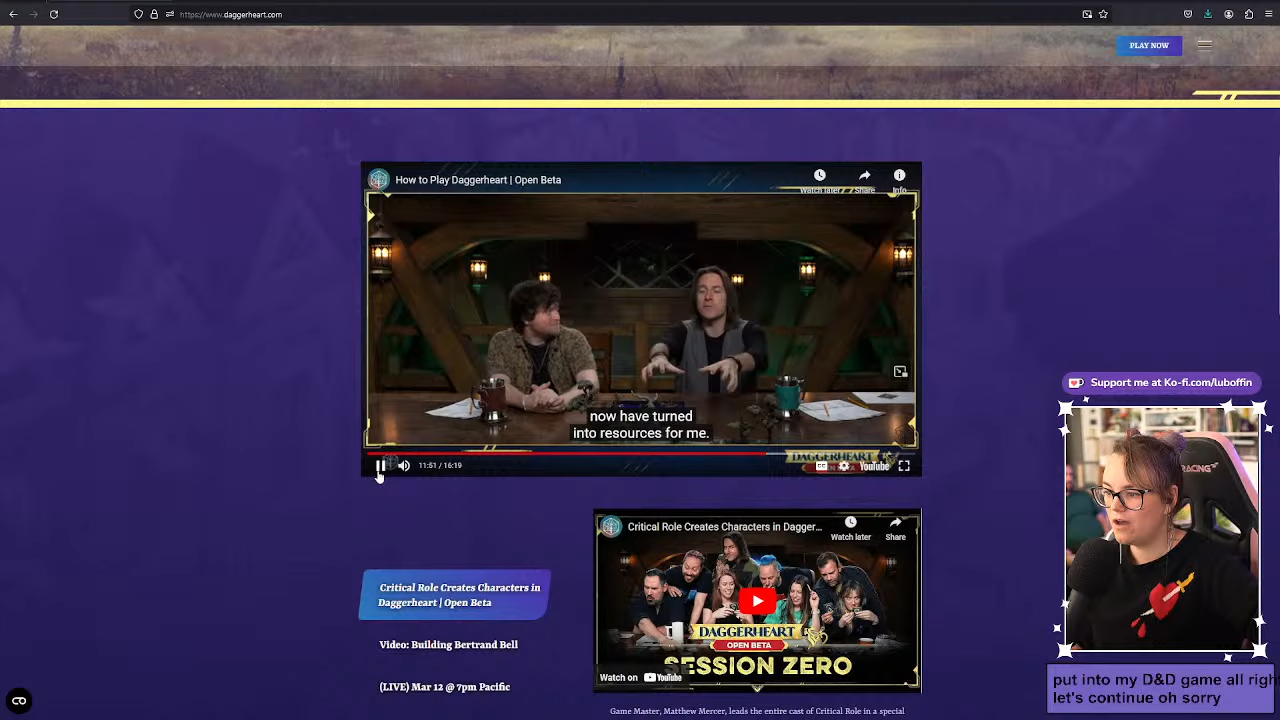 https://www.daggerheart.com
PLAY NOW
How to Play Daggerheart | Open Beta
Watch later
Share
Info
now have turned
into resources for me.
11:51 / 16:19
DAGGERHEART
CC
YouTube
Support me at Ko-fi.com/luboffin
RACING
Critical Role Creates Characters in Dagger...
Watch later
Share
Critical Role Creates Characters in
Daggerheart | Open Beta
Video: Building Bertrand Bell
(LIVE) Mar 12 @ 7pm Pacific
DAGGERHEART
OPEN BETA
SESSION ZERO
Watch on YouTube
Game Master, Matthew Mercer, leads the entire cast of Critical Role in a special
put into my D&D game all righ
let's continue oh sorry